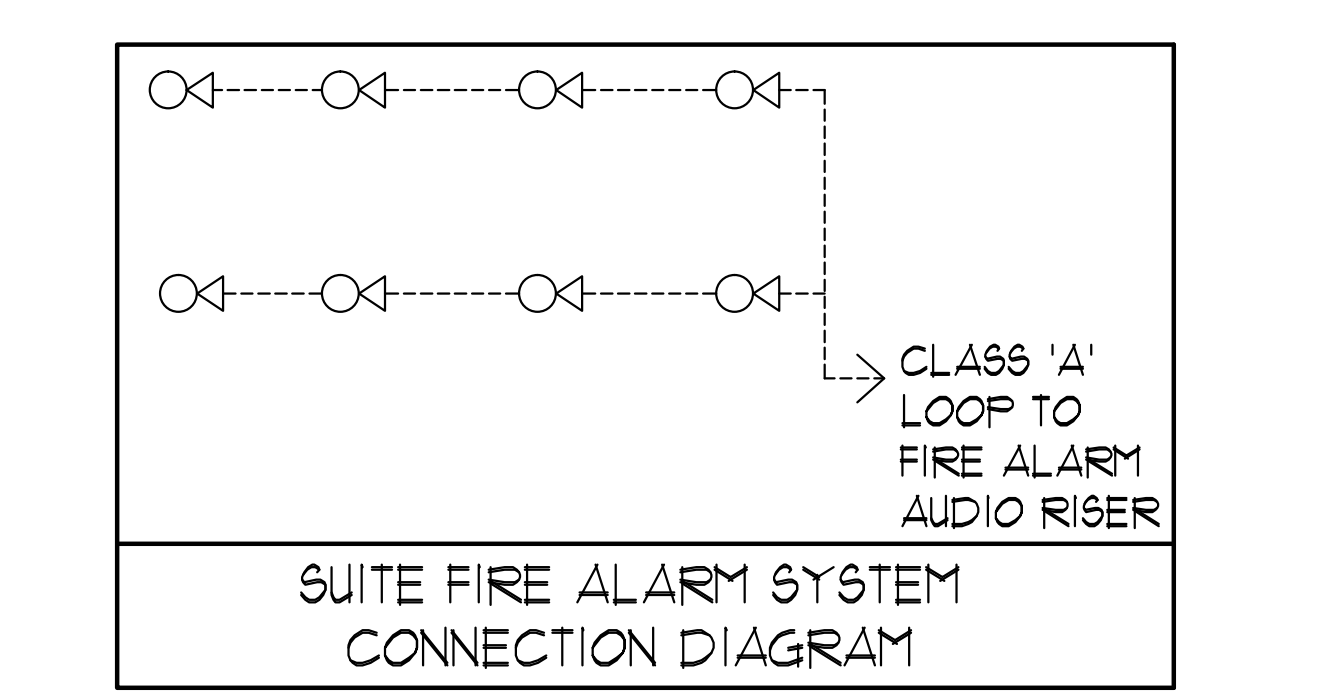 CLASS 'A'
LOOP TO
FIRE ALARM
AUDIO RISER
SUITE FIRE ALARM SYSTEM
CONNECTION DIAGRAM